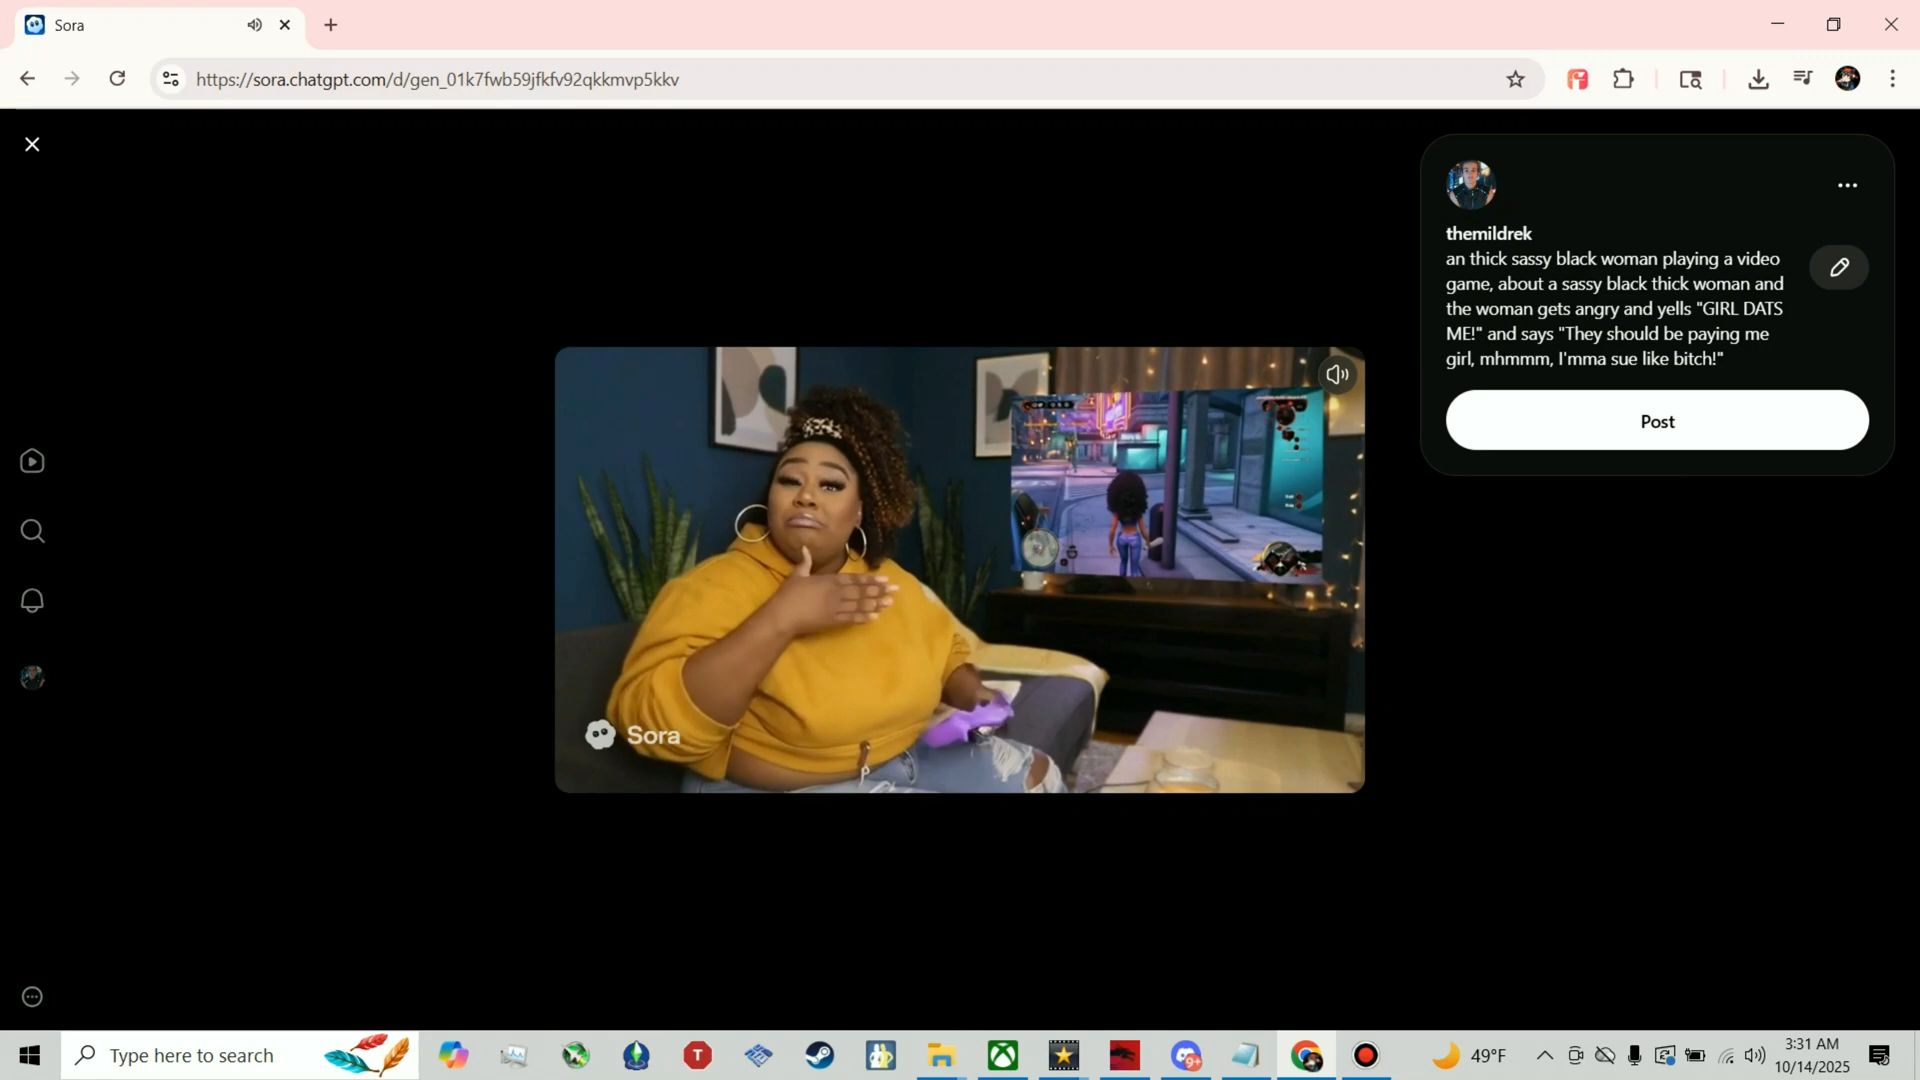 Sora
https://sora.chatgpt.com/d/gen_01k7fwb59jfkfv92qkkmvp5kkv
themildrek
an thick sassy black woman playing a video
game, about a sassy black thick woman and
the woman gets angry and yells "GIRL DATS
ME!" and says "They should be paying me
girl, mhmmm, I'mma sue like bitch!"
Post
Sora
Type here to search
T
9+
49°F
3:31 AM
10/14/2025